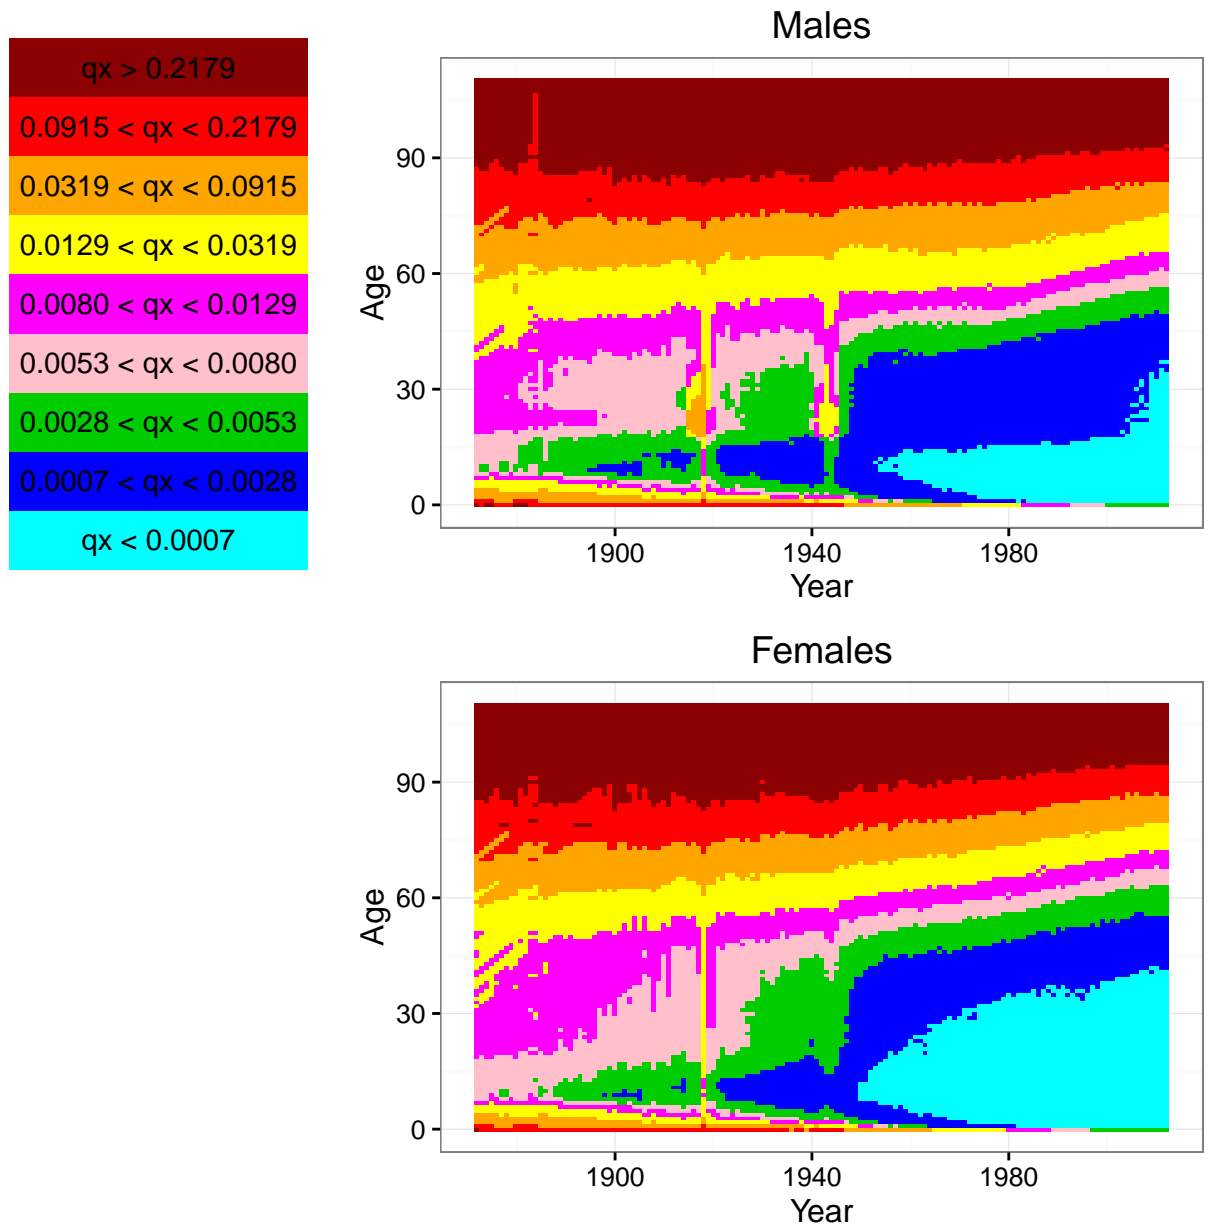 qx > 0.2179
0.0915 < qx < 0.2179
0.0319 < qx < 0.0915
0.0129 < qx < 0.0319
0.0080 < qx < 0.0129
0.0053 < qx < 0.0080
0.0028 < qx < 0.0053
0.0007 < qx < 0.0028
qx < 0.0007
Males
90
60
30
0
Age
1900 1940 1980
Year
Females
90
60
30
0
Age
1900 1940 1980
Year